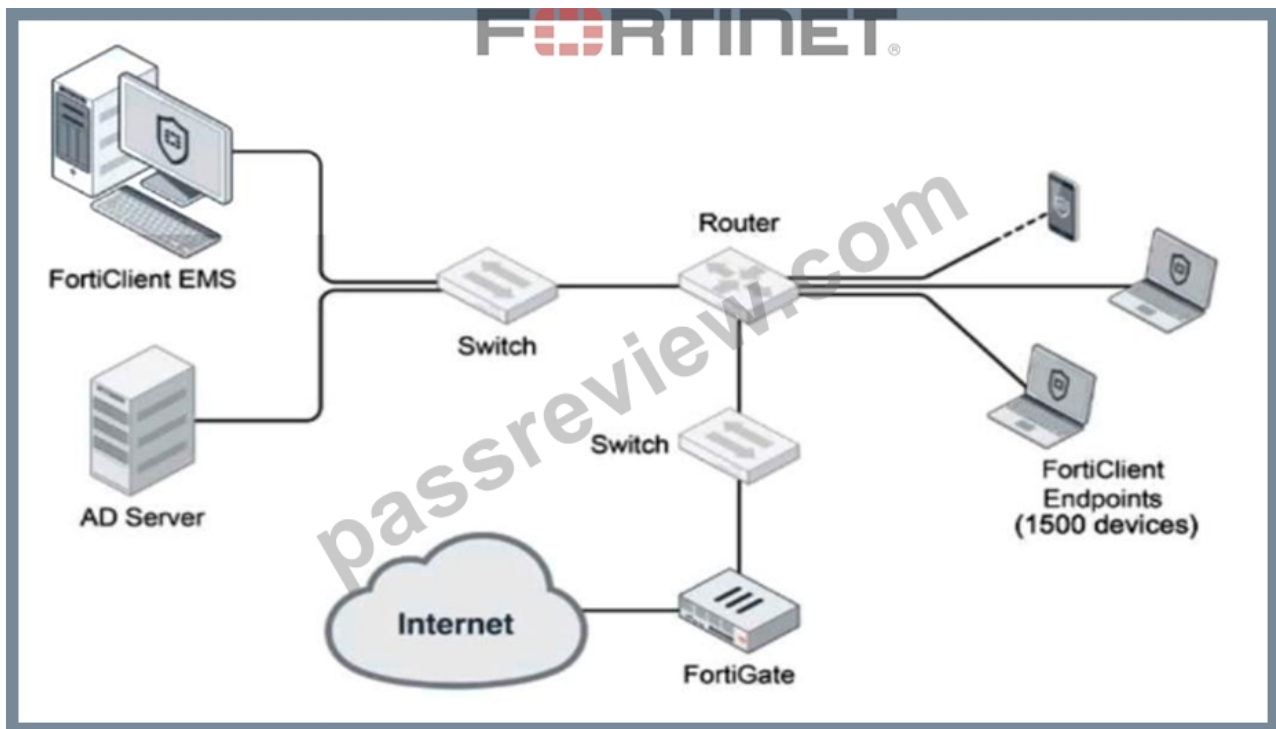 FORTINET®
FortiClient EMS
Router
Switch
AD Server
Switch
FortiClient
Endpoints
(1500 devices)
Internet
FortiGate
passreview.com